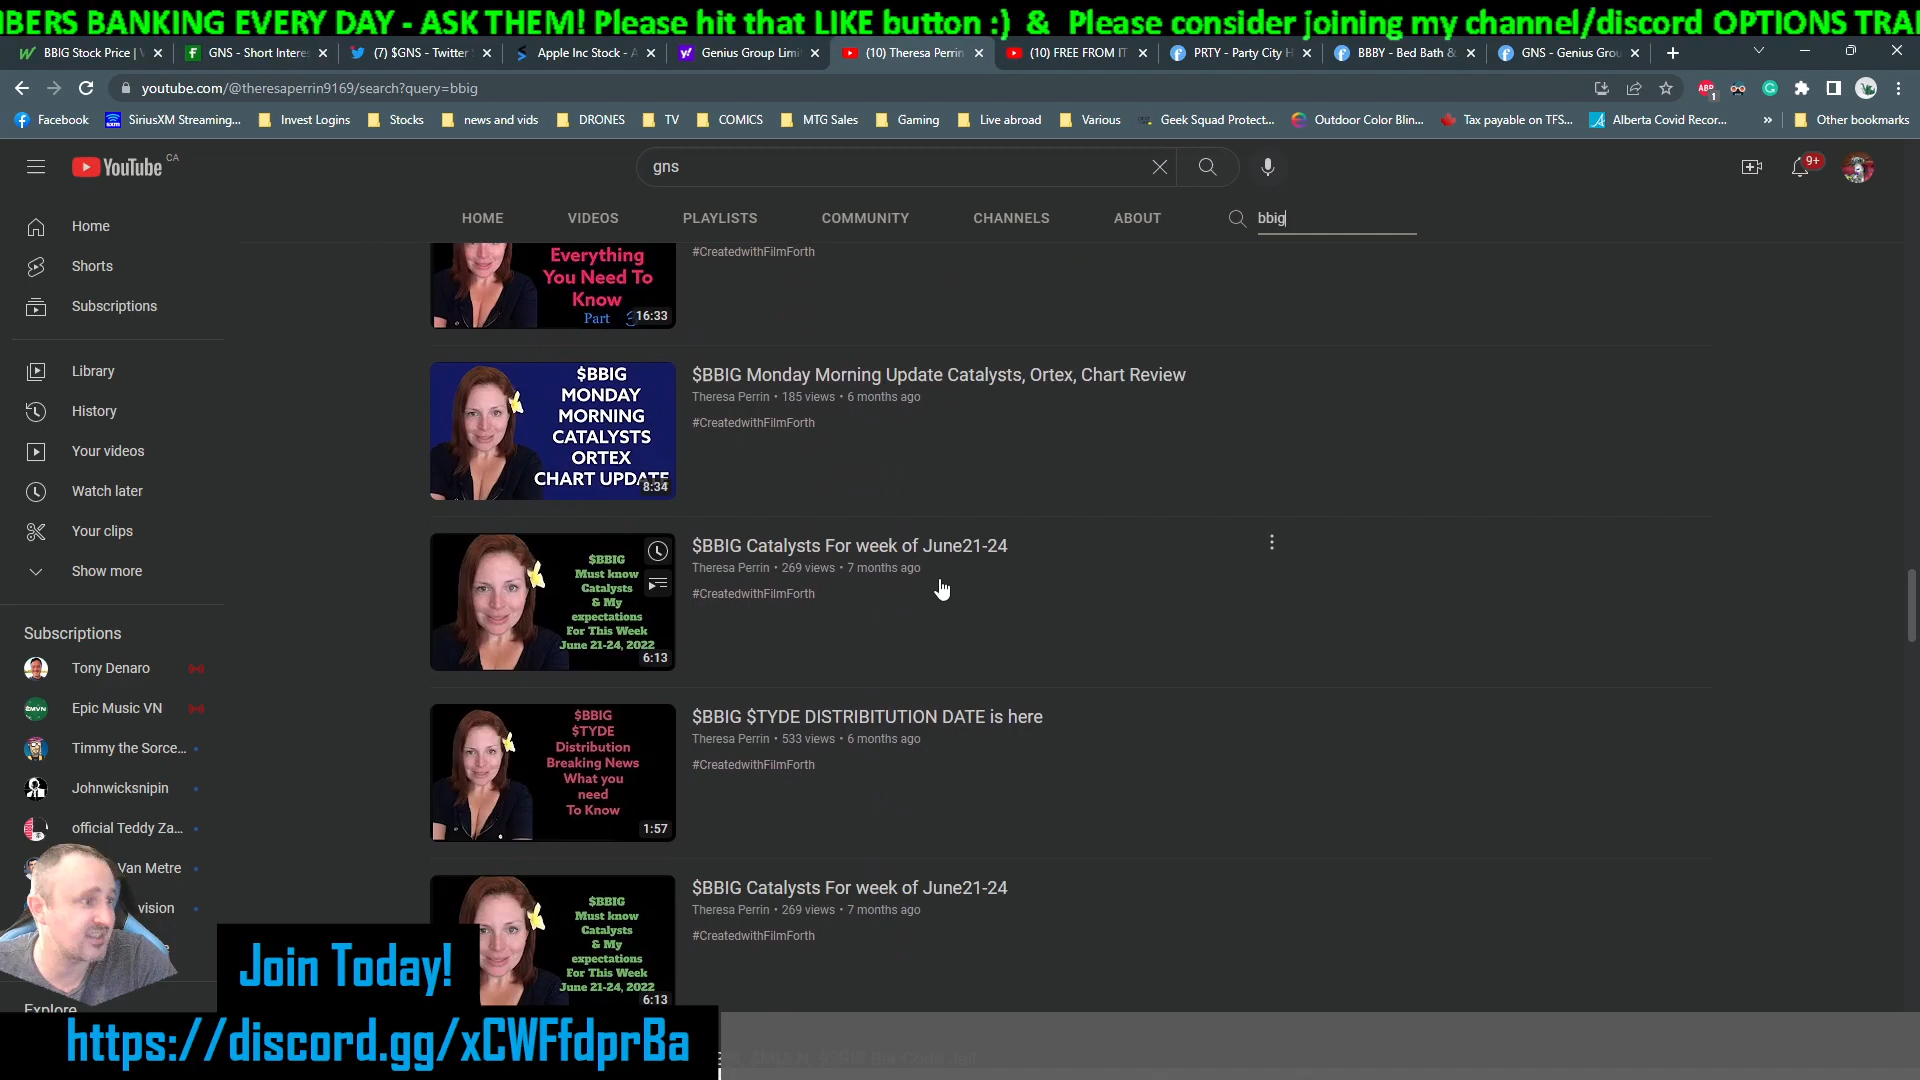 BERS BANKING EVERY DAY - ASK THEM! Please hit that LIKE button :) & Please consider joining my channel/discord OPTIONS TRA
BBIG Stock Price |
GNS - Short Interes
(7) $GNS - Twitter
Apple Inc Stock - A
Genius Group Limi
(10) Theresa Perrin
(10) FREE FROM IT
PRTY - Party City H
BBBY - Bed Bath &
GNS - Genius Grou
youtube.com/@theresaperrin9169/search?query=bbig
ABP
1
Facebook
SiriusXM Streaming...
Invest Logins
Stocks
news and vids
DRONES
TV
COMICS
MTG Sales
Gaming
Live abroad
Various
Geek Squad Protect...
Outdoor Color Blin...
Tax payable on TFS...
Alberta Covid Recor...
»
Other bookmarks
YouTube CA
gns
9+
HOME
VIDEOS
PLAYLISTS
COMMUNITY
CHANNELS
ABOUT
bbig
Home
Shorts
Subscriptions
Library
History
Your videos
Watch later
Your clips
Show more
Subscriptions
Tony Denaro
Epic Music VN
Timmy the Sorce...
Johnwicksnipin
official Teddy Za...
Van Metre
vision
Explore
Everything
You Need To
Know
Part 3
16:33
#CreatedwithFilmForth
$BBIG
MONDAY
MORNING
CATALYSTS
ORTEX
CHART UPDATE
8:34
$BBIG Monday Morning Update Catalysts, Ortex, Chart Review
Theresa Perrin • 185 views • 6 months ago
#CreatedwithFilmForth
$BBIG
Must know
Catalysts
& My
expectations
For This Week
June 21-24, 2022
6:13
$BBIG Catalysts For week of June21-24
Theresa Perrin • 269 views • 7 months ago
#CreatedwithFilmForth
$BBIG
$TYDE
Distribution
Breaking News
What you
need
To Know
1:57
$BBIG $TYDE DISTRIBITUTION DATE is here
Theresa Perrin • 533 views • 6 months ago
#CreatedwithFilmForth
$BBIG
Must know
Catalysts
& My
expectations
For This Week
June 21-24, 2022
6:13
$BBIG Catalysts For week of June21-24
Theresa Perrin • 269 views • 7 months ago
#CreatedwithFilmForth
Join Today!
https://discord.gg/xCWFfdprBa